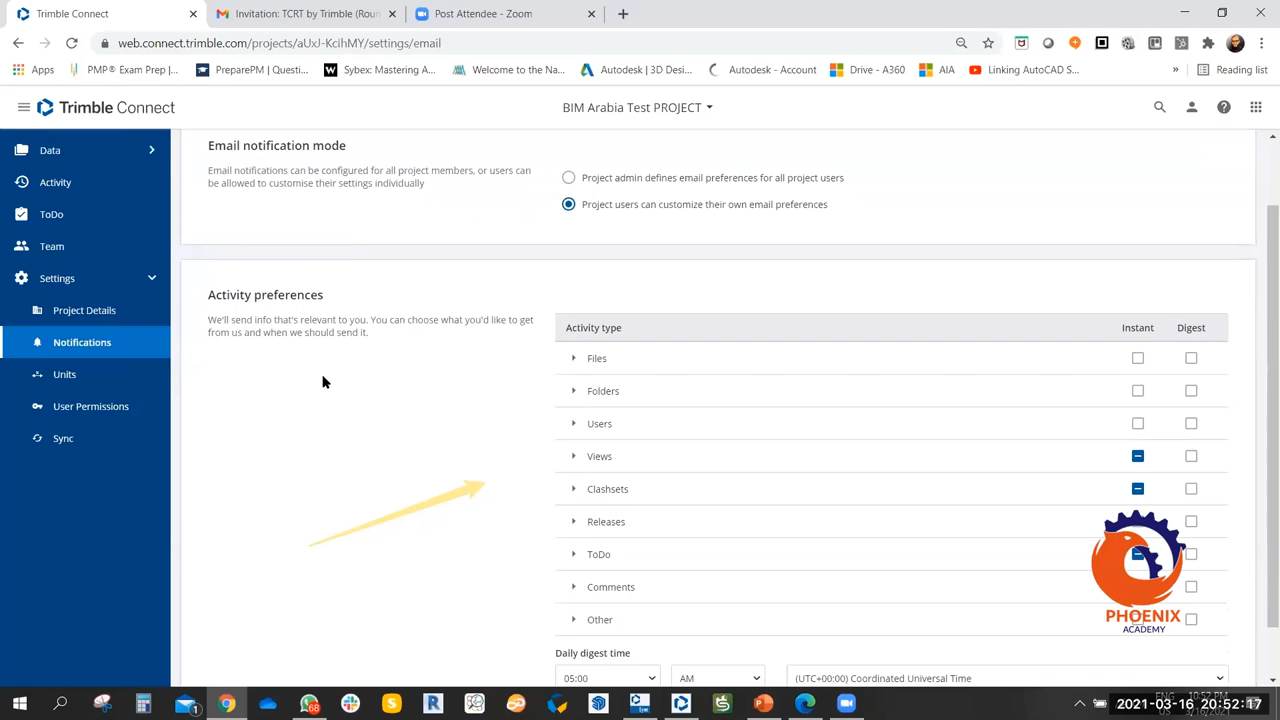 Trimble Connect
Invitation: TCRT by Trimble (Roun
Post Attendee - Zoom
web.connect.trimble.com/projects/aUxJ-KcihMY/settings/email
Apps
PMP® Exam Prep |...
PreparePM | Questi...
Sybex: Mastering A...
Welcome to the Na...
Autodesk | 3D Desi...
Autodesk - Account
Drive - A360
AIA
Linking AutoCAD S...
»
Reading list
Trimble Connect
BIM Arabia Test PROJECT
Data
Activity
ToDo
Team
Settings
Project Details
Notifications
Units
User Permissions
Sync
Email notification mode
Email notifications can be configured for all project members, or users can
be allowed to customise their settings individually
Project admin defines email preferences for all project users
Project users can customize their own email preferences
Activity preferences
We'll send info that's relevant to you. You can choose what you'd like to get
from us and when we should send it.
Activity type
Instant
Digest
Files
Folders
Users
Views
Clashsets
Releases
ToDo
Comments
Other
PHOENIX
ACADEMY
Daily digest time
05:00
AM
(UTC+00:00) Coordinated Universal Time
1
68
ENG
10:52 PM
2021-03-16 20:52:17